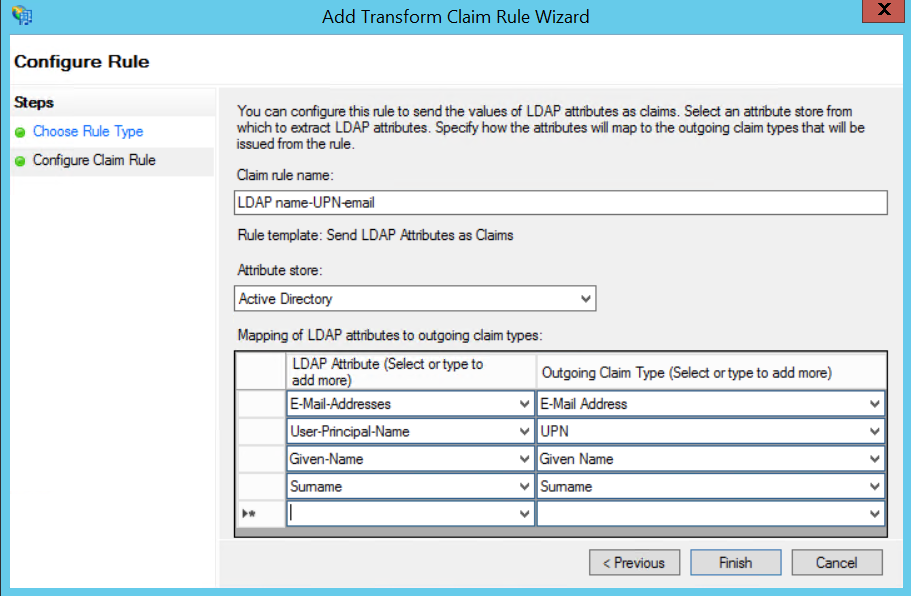 Add Transform Claim Rule Wizard
X
Configure Rule
Steps
Choose Rule Type
Configure Claim Rule
You can configure this rule to send the values of LDAP attributes as claims. Select an attribute store from
which to extract LDAP attributes. Specify how the attributes will map to the outgoing claim types that will be
issued from the rule.
Claim rule name:
LDAP name-UPN-email
Rule template: Send LDAP Attributes as Claims
Attribute store:
Active Directory
Mapping of LDAP attributes to outgoing claim types:
LDAP Attribute (Select or type to
add more)
Outgoing Claim Type (Select or type to add more)
E-Mail-Addresses E-Mail Address
User-Principal-Name UPN
Given-Name Given Name
Surname Surname
< Previous Finish Cancel